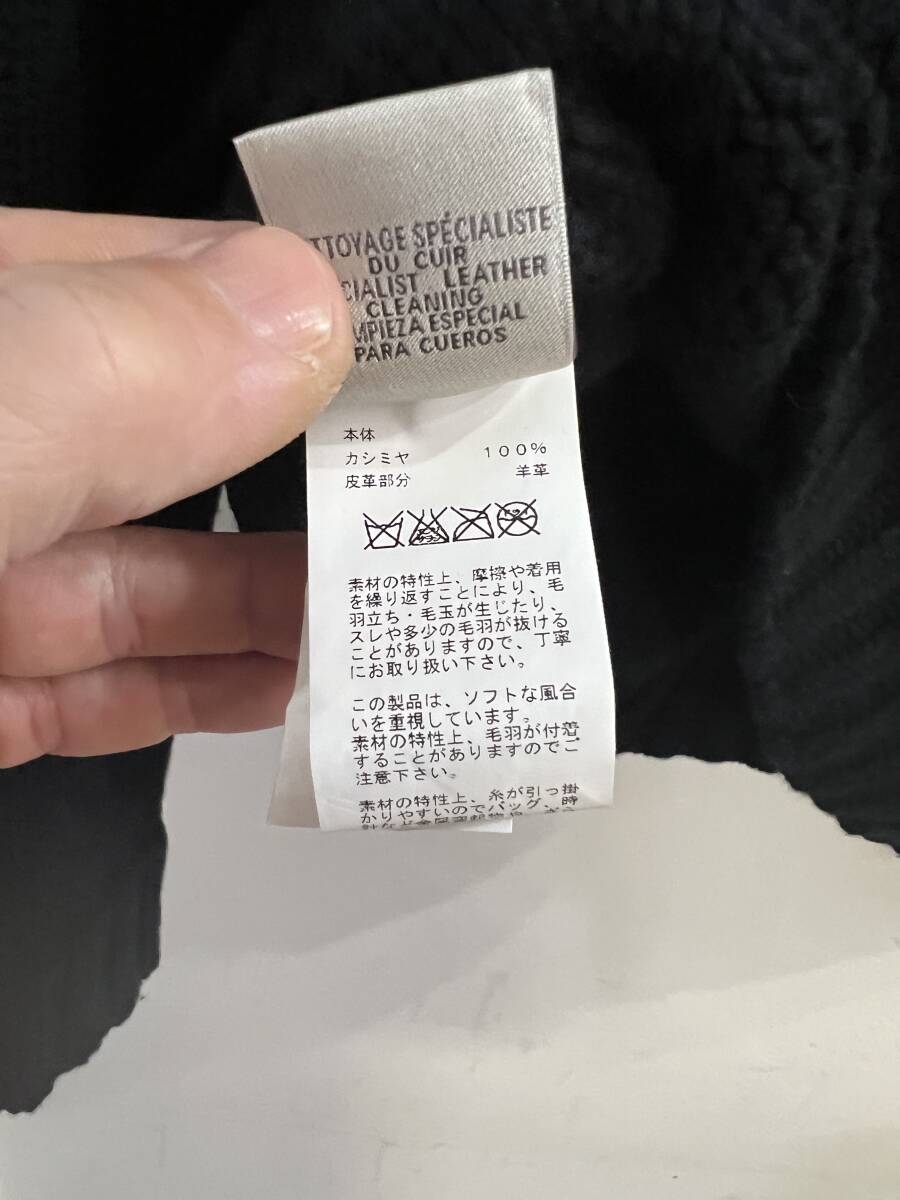 TTOYAGE SPÉCIALISTE
DU CUIR
CIALIST LEATHER
CLEANING
MPIEZA ESPECIAL
PARA CUEROS
本体
カシミヤ 100%
皮革部分 羊革
素材の特性上、摩擦や着用
を繰り返すことにより、毛
羽立ち・毛玉が生じたり、
スレや多少の毛羽が抜ける
ことがありますので、丁寧
にお取り扱い下さい。
この製品は、ソフトな風合
いを重視しています。
素材の特性上、毛羽が付着
することがありますのでご
注意下さい。
素材の特性上、糸が引っ掛
かりやすいのでバッグ、時